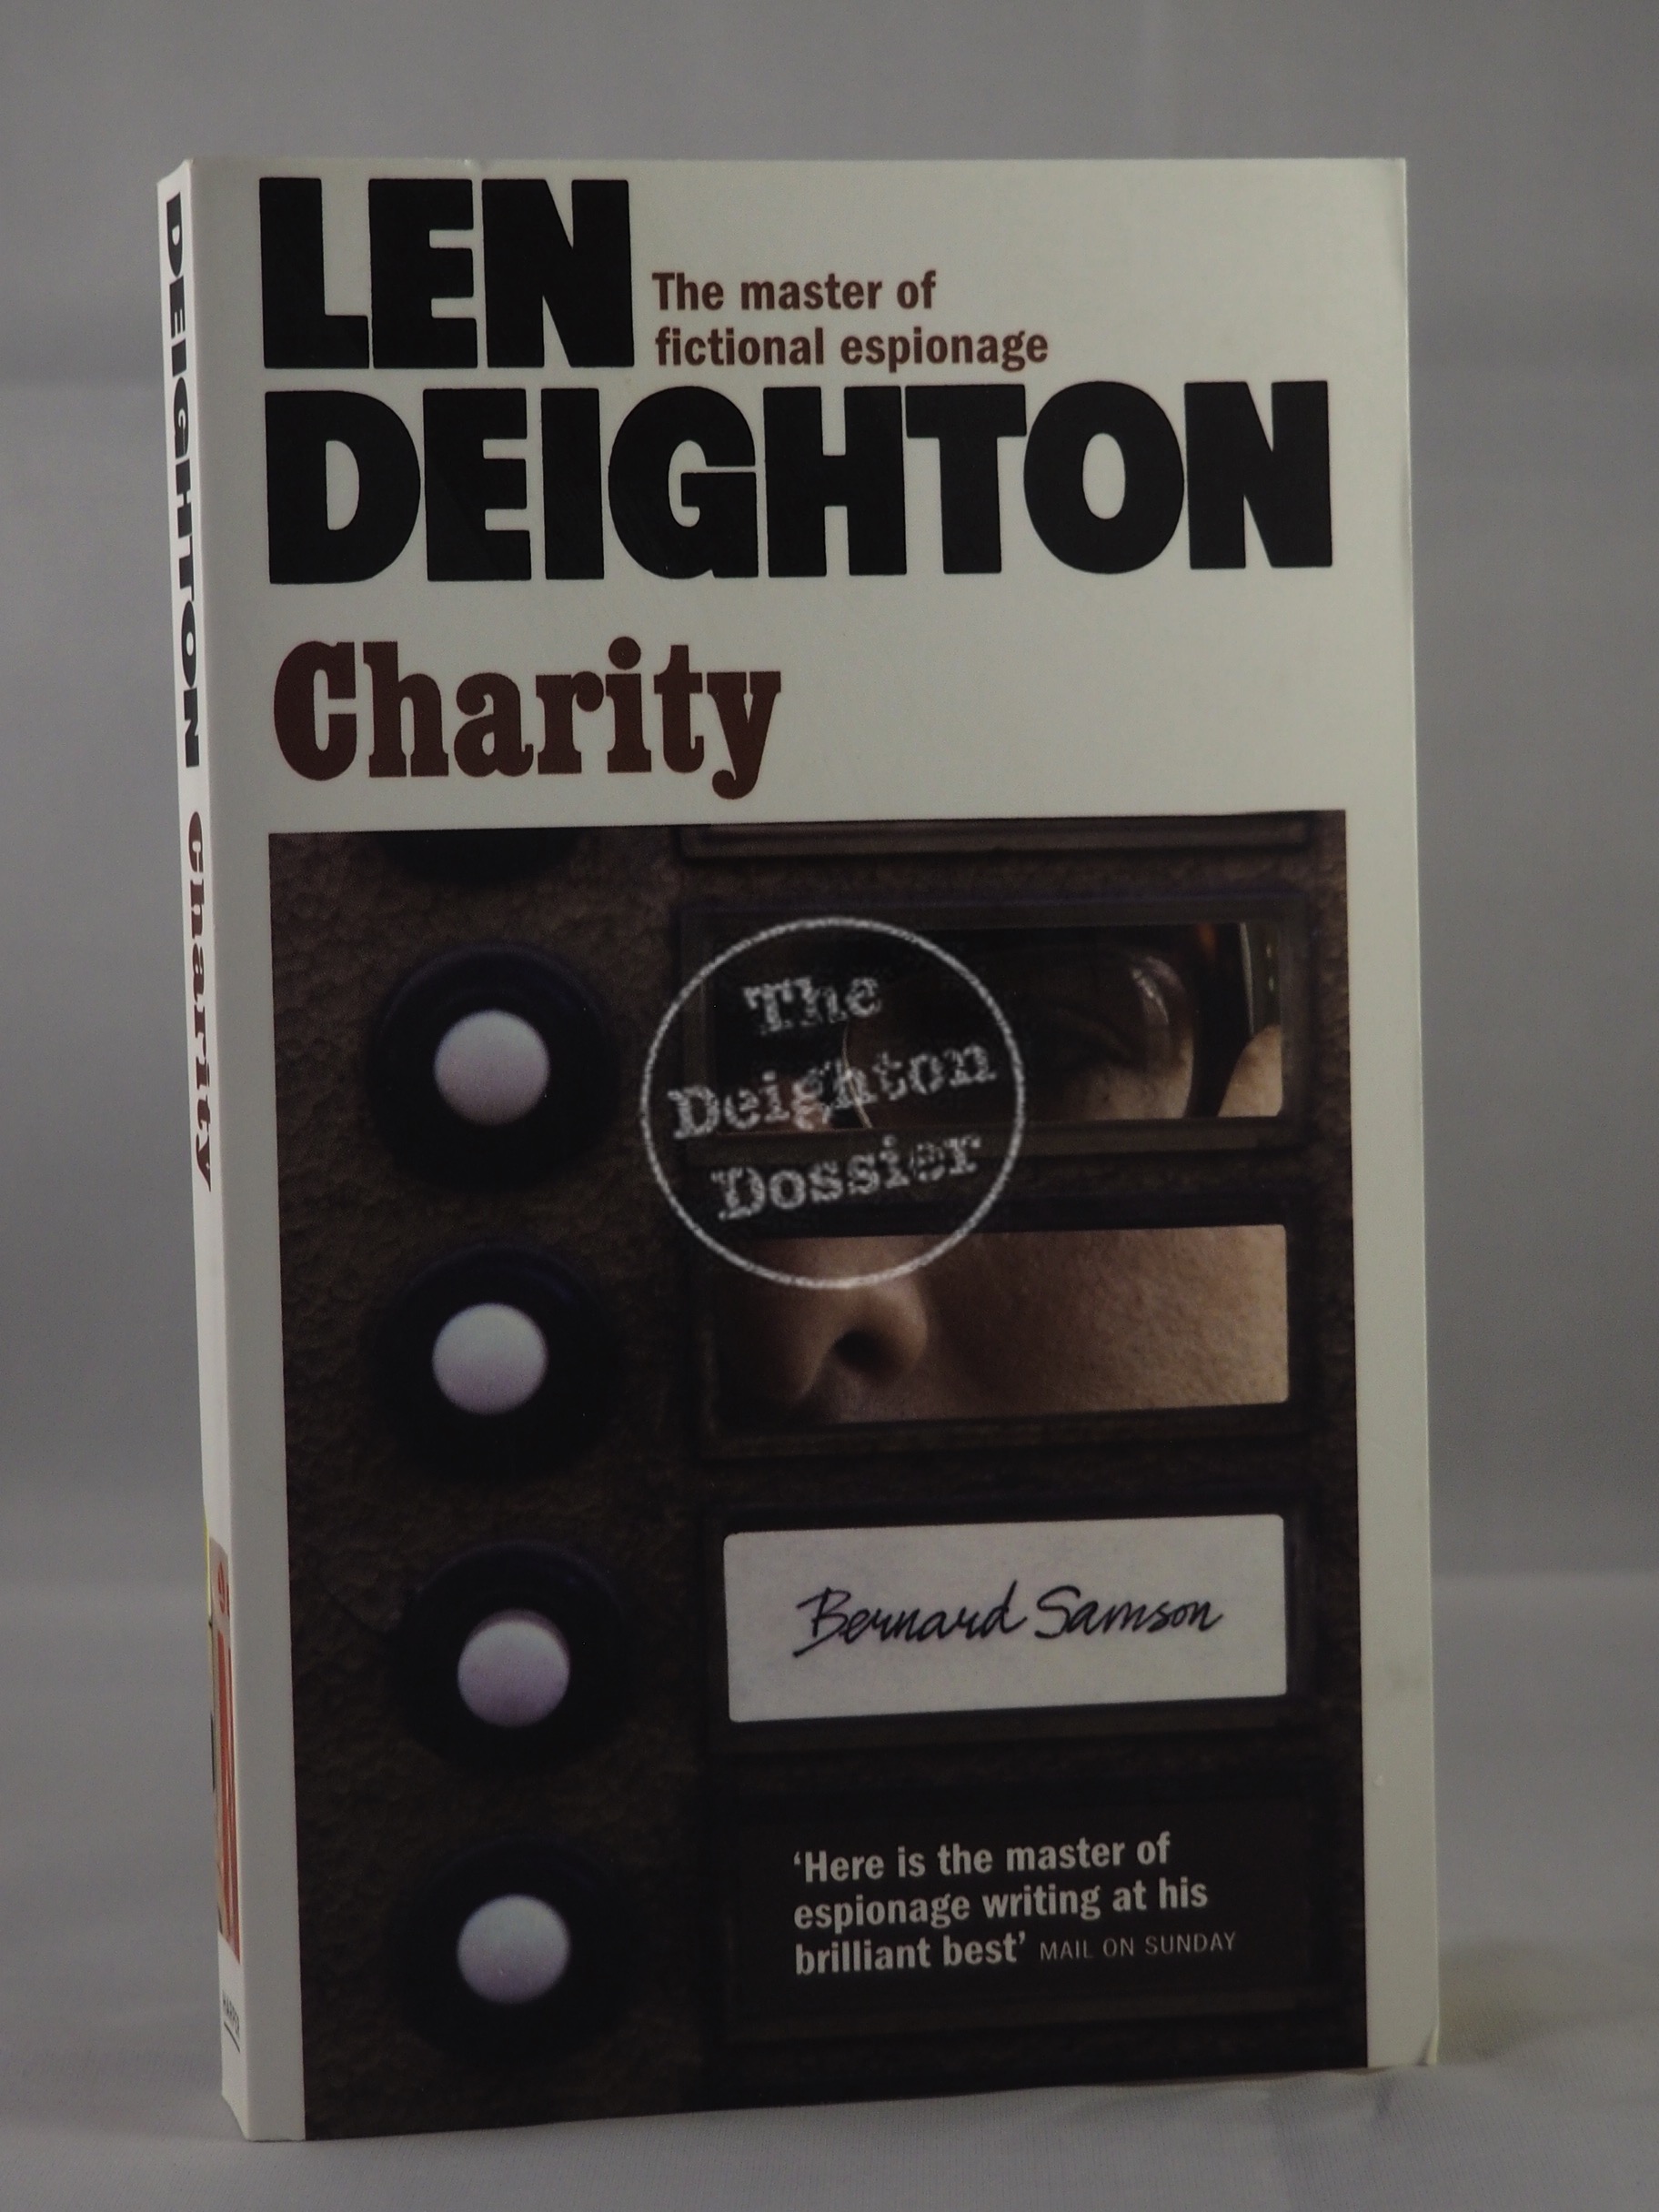 LEN
The master of
fictional espionage
DEIGHTON
Charity
The
Deighton
Dossier
Bernard Samson
‘Here is the master of
espionage writing at his
brilliant best’ MAIL ON SUNDAY
DEIGHTON Charity
HARPER